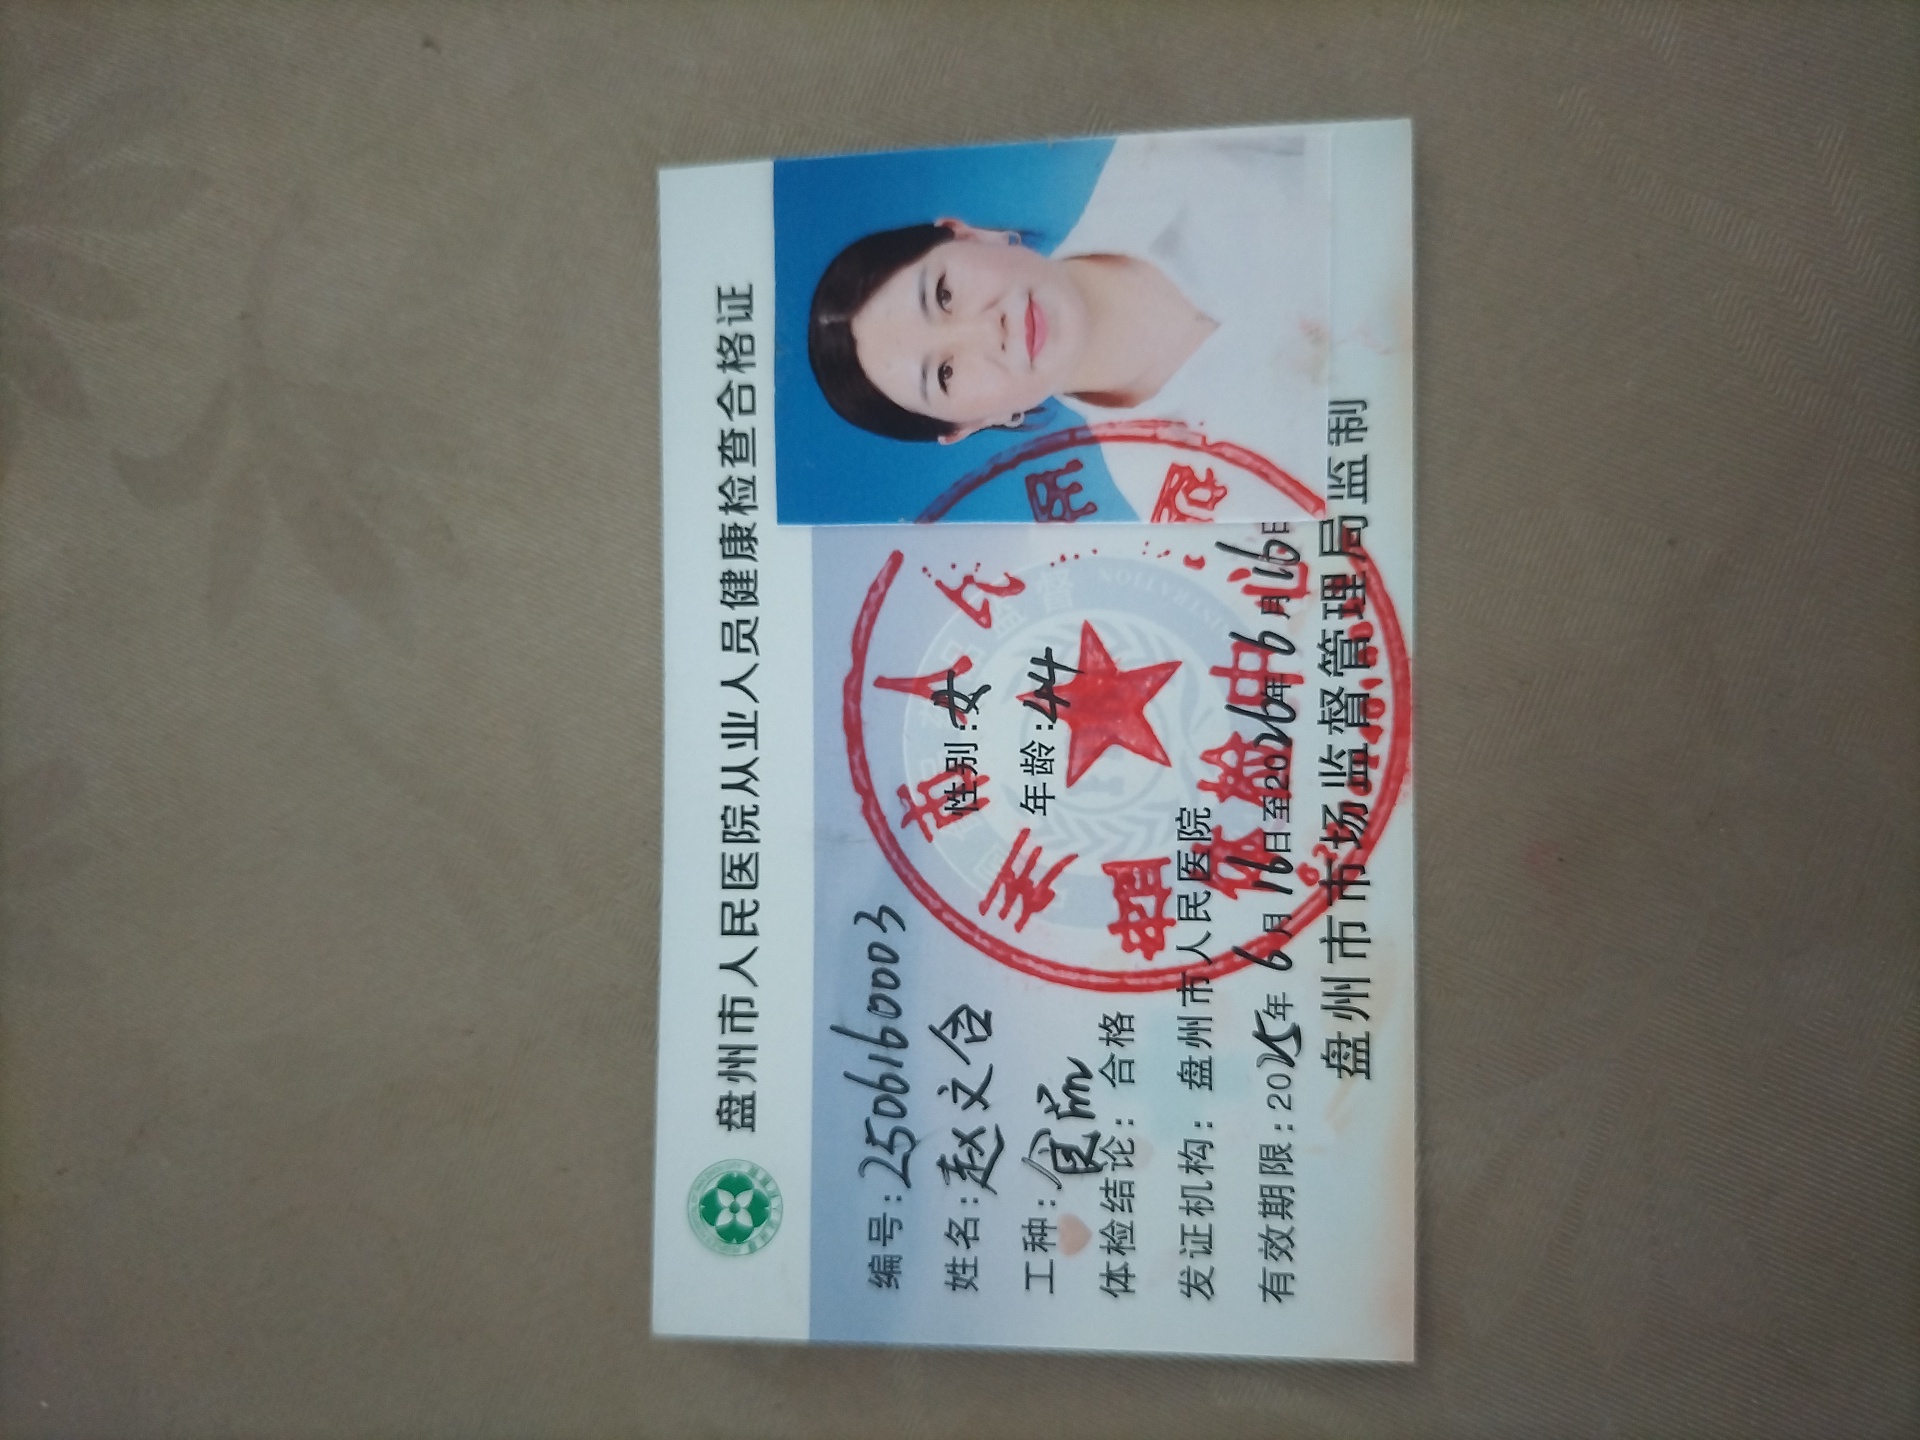 盘州市人民医院从业人员健康检查合格证
编号:2506160003
姓名:赵文含 性别:女
工种:食品 年龄:44
体检结论:合格
发证机构:盘州市人民医院
有效期限:2025年6月16日至2026年6月16日
盘州市市场监督管理局监制